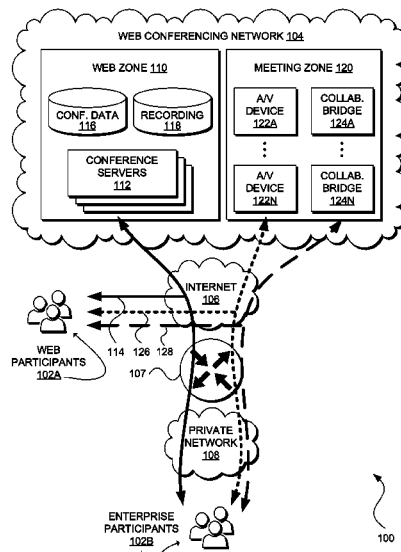 WEB CONFERENCING NETWORK 104
WEB ZONE 110
MEETING ZONE 120
CONF. DATA
116
RECORDING
118
CONFERENCE
SERVERS
112
A/V
DEVICE
122A
COLLAB.
BRIDGE
124A
A/V
DEVICE
122N
COLLAB.
BRIDGE
124N
INTERNET
106
WEB
PARTICIPANTS
102A
114
126
128
107
PRIVATE
NETWORK
108
100
ENTERPRISE
PARTICIPANTS
102B